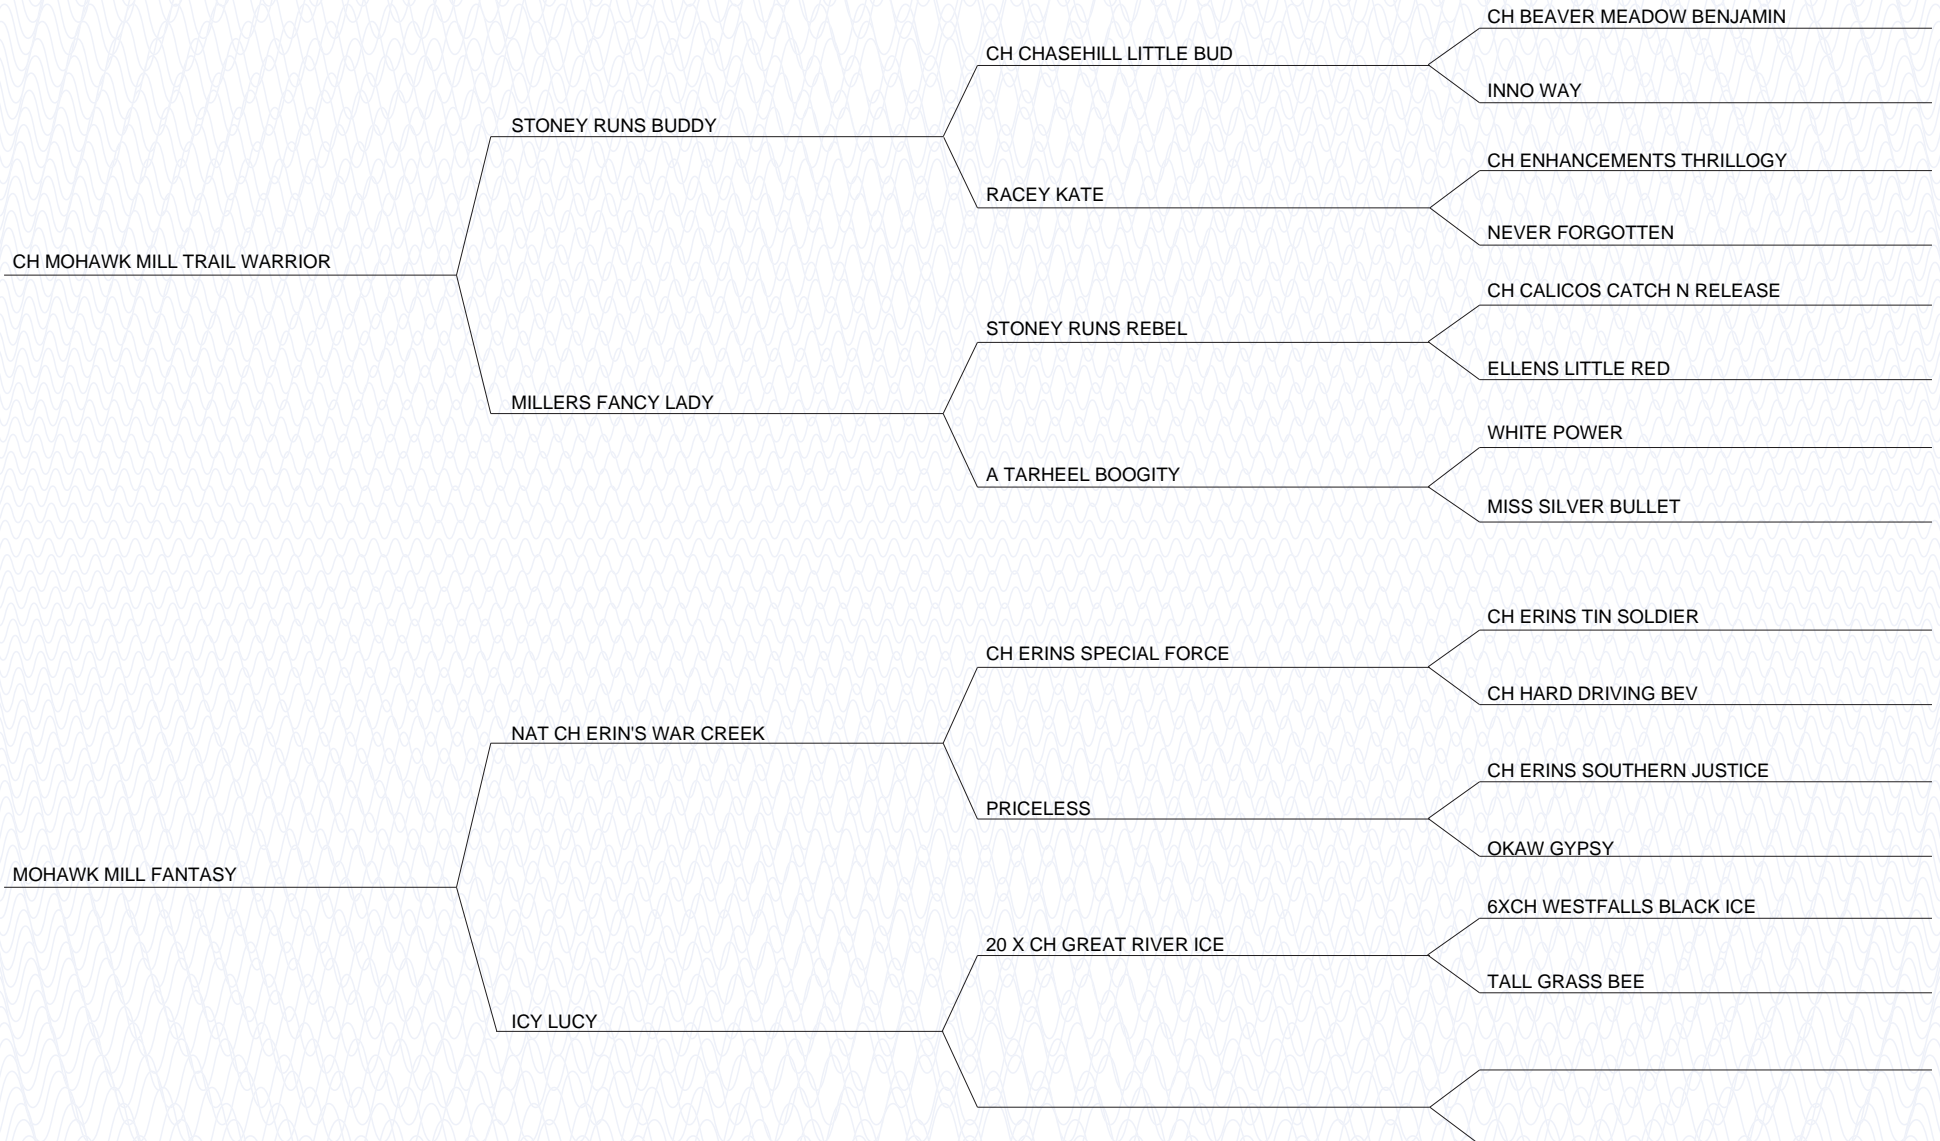 CH BEAVER MEADOW BENJAMIN
CH CHASEHILL LITTLE BUD
INNO WAY
STONEY RUNS BUDDY
CH ENHANCEMENTS THRILLOGY
RACEY KATE
NEVER FORGOTTEN
CH MOHAWK MILL TRAIL WARRIOR
CH CALICOS CATCH N RELEASE
STONEY RUNS REBEL
ELLENS LITTLE RED
MILLERS FANCY LADY
WHITE POWER
A TARHEEL BOOGITY
MISS SILVER BULLET
CH ERINS TIN SOLDIER
CH ERINS SPECIAL FORCE
CH HARD DRIVING BEV
NAT CH ERIN'S WAR CREEK
CH ERINS SOUTHERN JUSTICE
PRICELESS
OKAW GYPSY
MOHAWK MILL FANTASY
6XCH WESTFALLS BLACK ICE
20 X CH GREAT RIVER ICE
TALL GRASS BEE
ICY LUCY